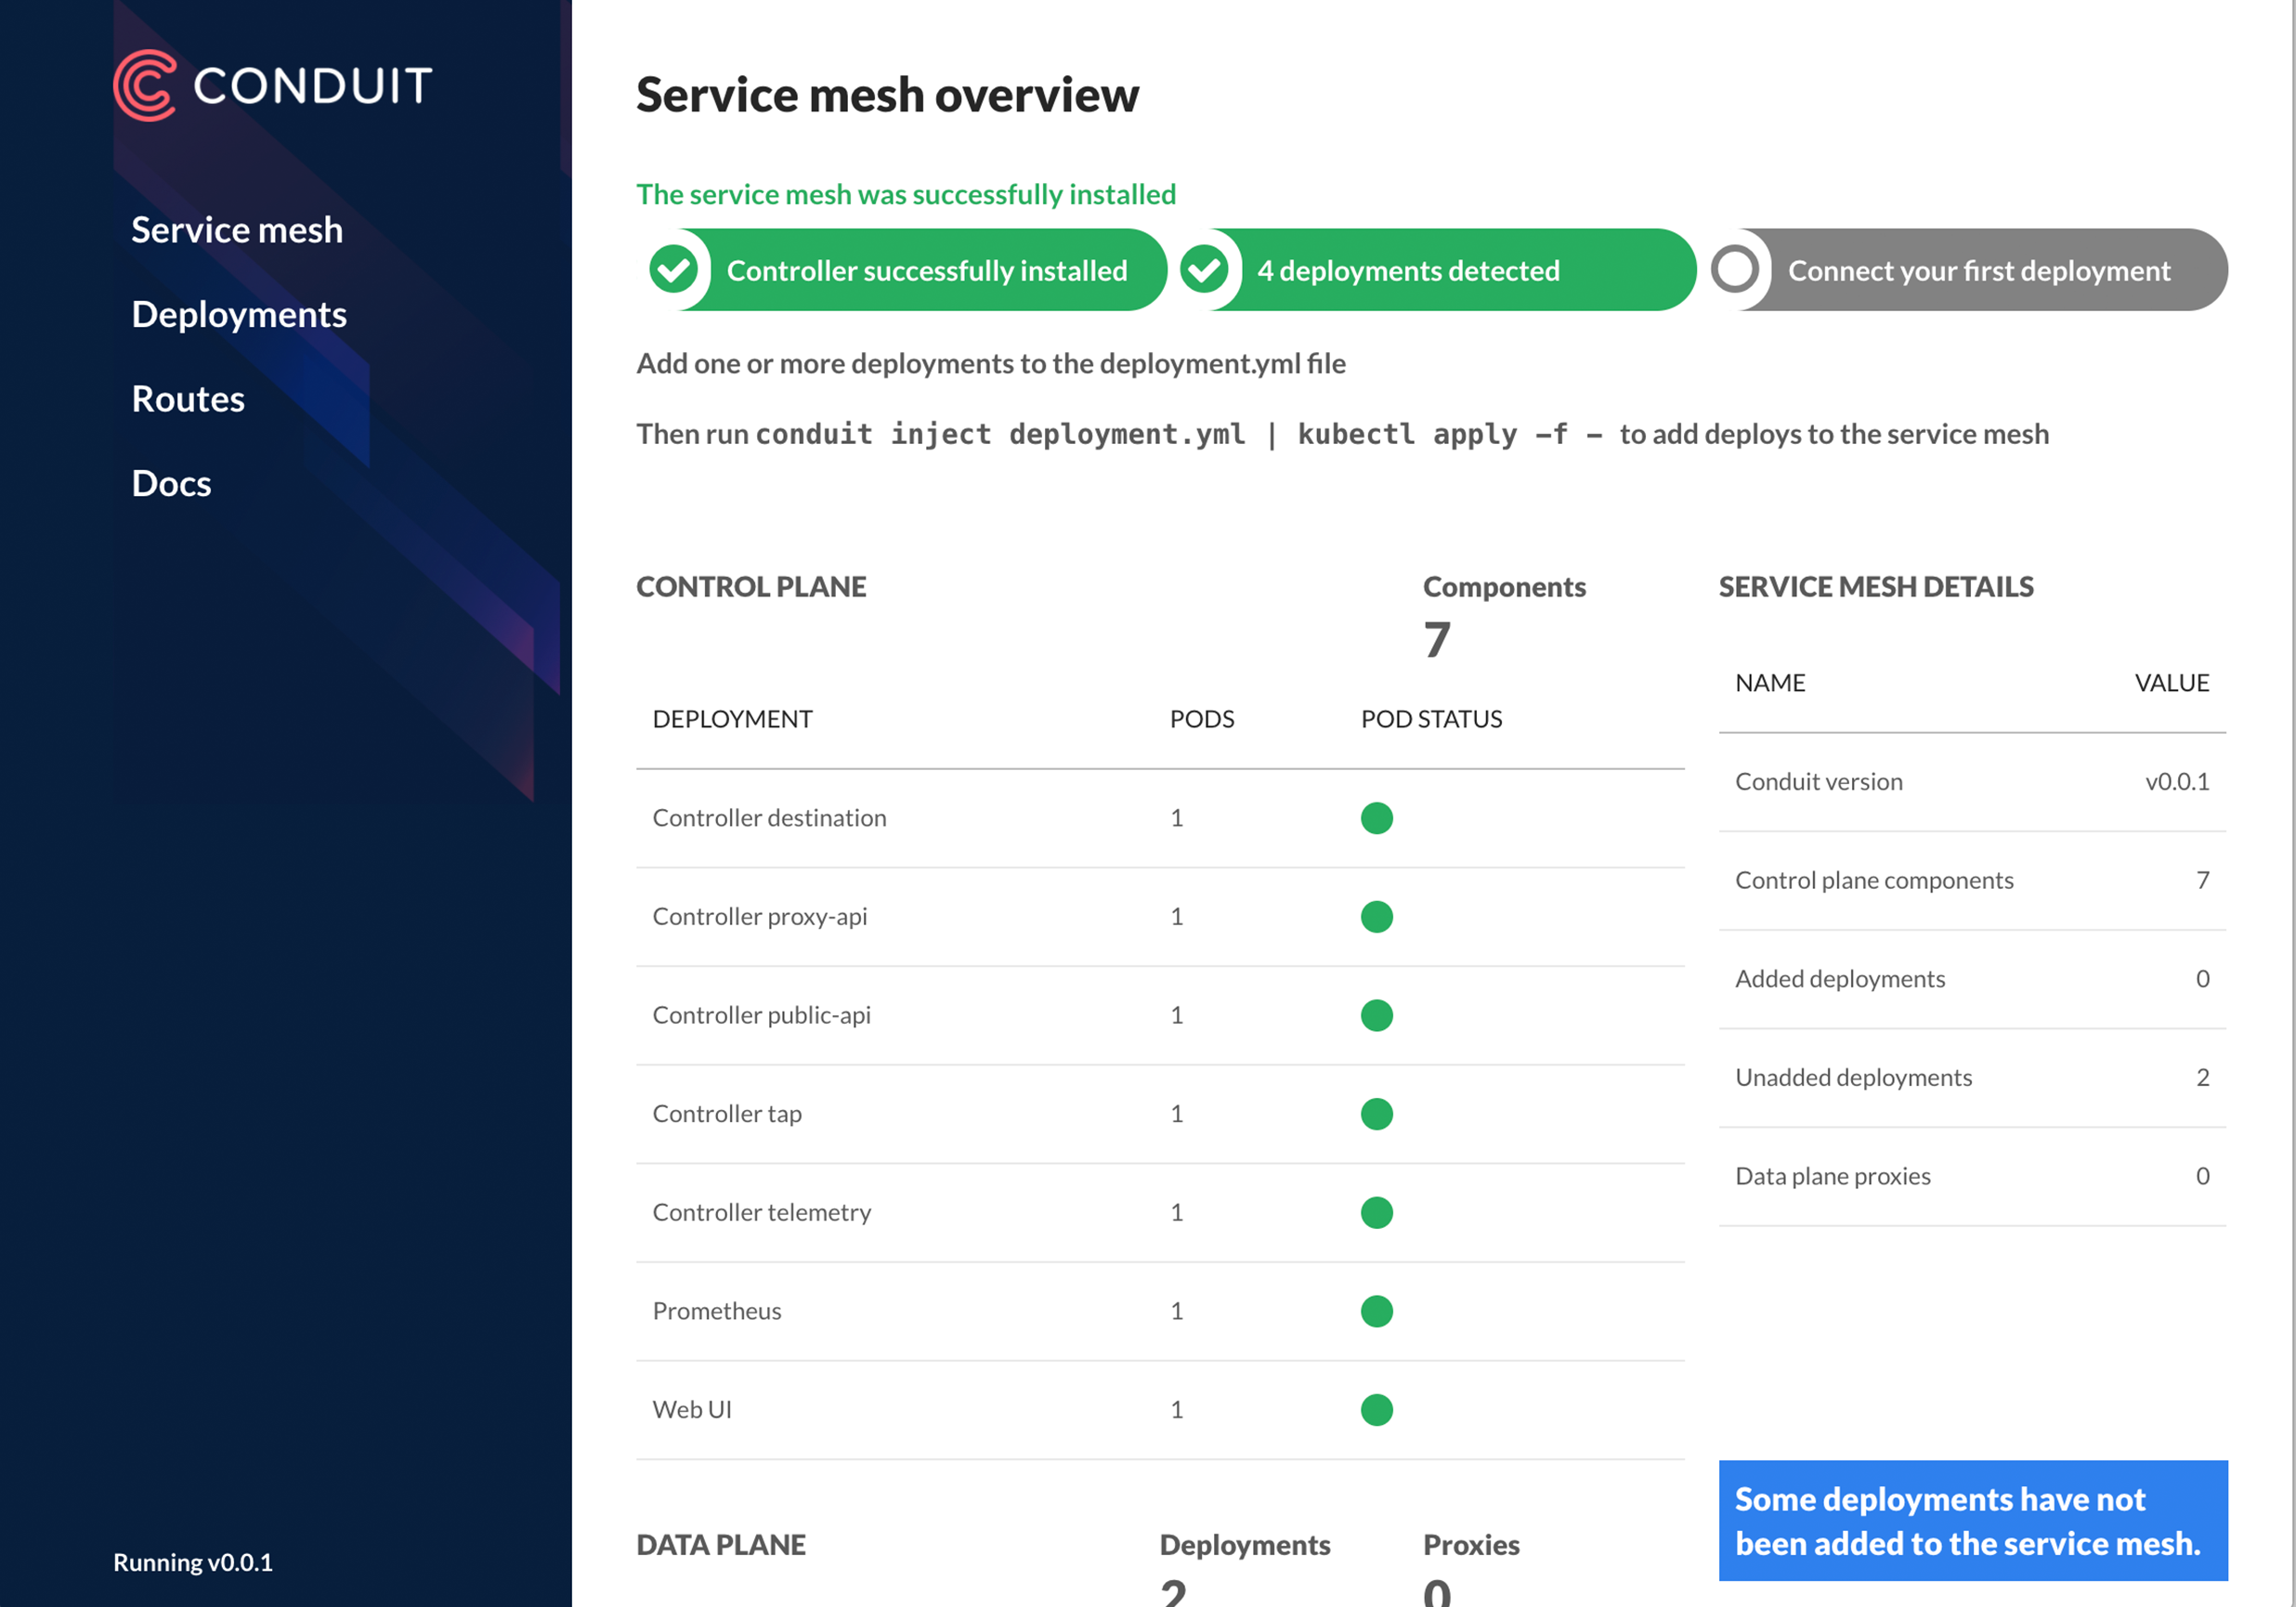 CONDUIT
Service mesh
Deployments
Routes
Docs
Running v0.0.1
Service mesh overview
The service mesh was successfully installed
Controller successfully installed
4 deployments detected
Connect your first deployment
Add one or more deployments to the deployment.yml file
Then run conduit inject deployment.yml | kubectl apply -f - to add deploys to the service mesh
CONTROL PLANE
Components
7
DEPLOYMENT PODS POD STATUS
Controller destination 1
Controller proxy-api 1
Controller public-api 1
Controller tap 1
Controller telemetry 1
Prometheus 1
Web UI 1
DATA PLANE
Deployments
2
Proxies
0
SERVICE MESH DETAILS
NAME VALUE
Conduit version v0.0.1
Control plane components 7
Added deployments 0
Unadded deployments 2
Data plane proxies 0
Some deployments have not
been added to the service mesh.